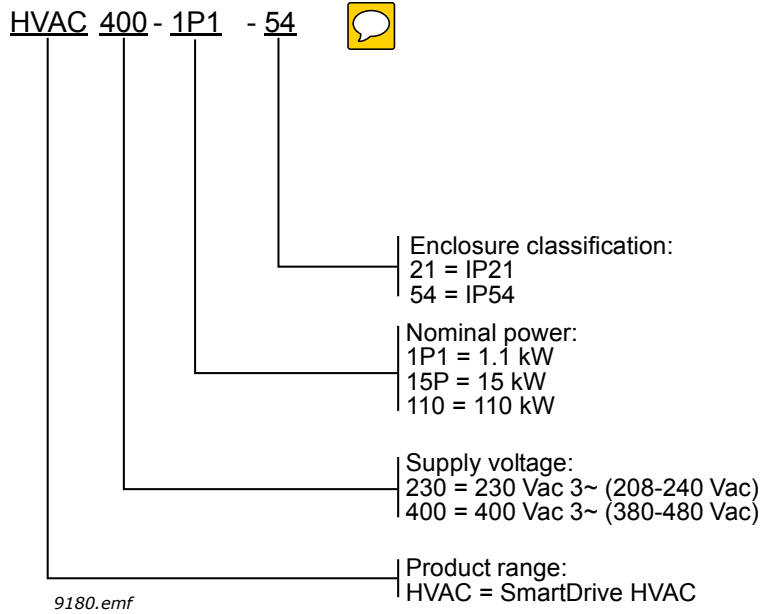 HVAC 400 - 1P1 - 54
Enclosure classification:
21 = IP21
54 = IP54
Nominal power:
1P1 = 1.1 kW
15P = 15 kW
110 = 110 kW
Supply voltage:
230 = 230 Vac 3~ (208-240 Vac)
400 = 400 Vac 3~ (380-480 Vac)
Product range:
HVAC = SmartDrive HVAC
9180.emf